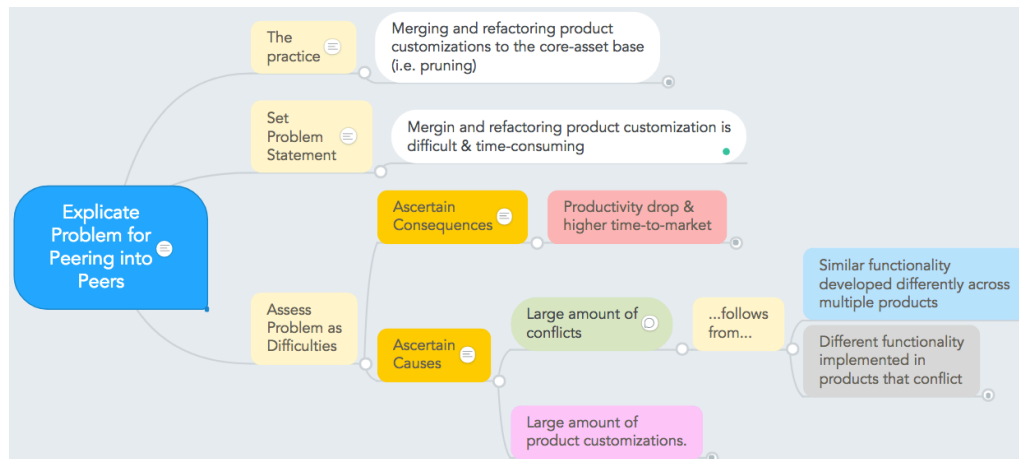 The
practice
Merging and refactoring product
customizations to the core-asset base
(i.e. pruning)
Set
Problem
Statement
Mergin and refactoring product customization is
difficult & time-consuming
Explicate
Problem for
Peering into
Peers
Ascertain
Consequences
Productivity drop &
higher time-to-market
Assess
Problem as
Difficulties
Ascertain
Causes
Large amount of
conflicts
...follows
from...
Similar functionality
developed differently across
multiple products
Different functionality
implemented in
products that conflict
Large amount of
product customizations.